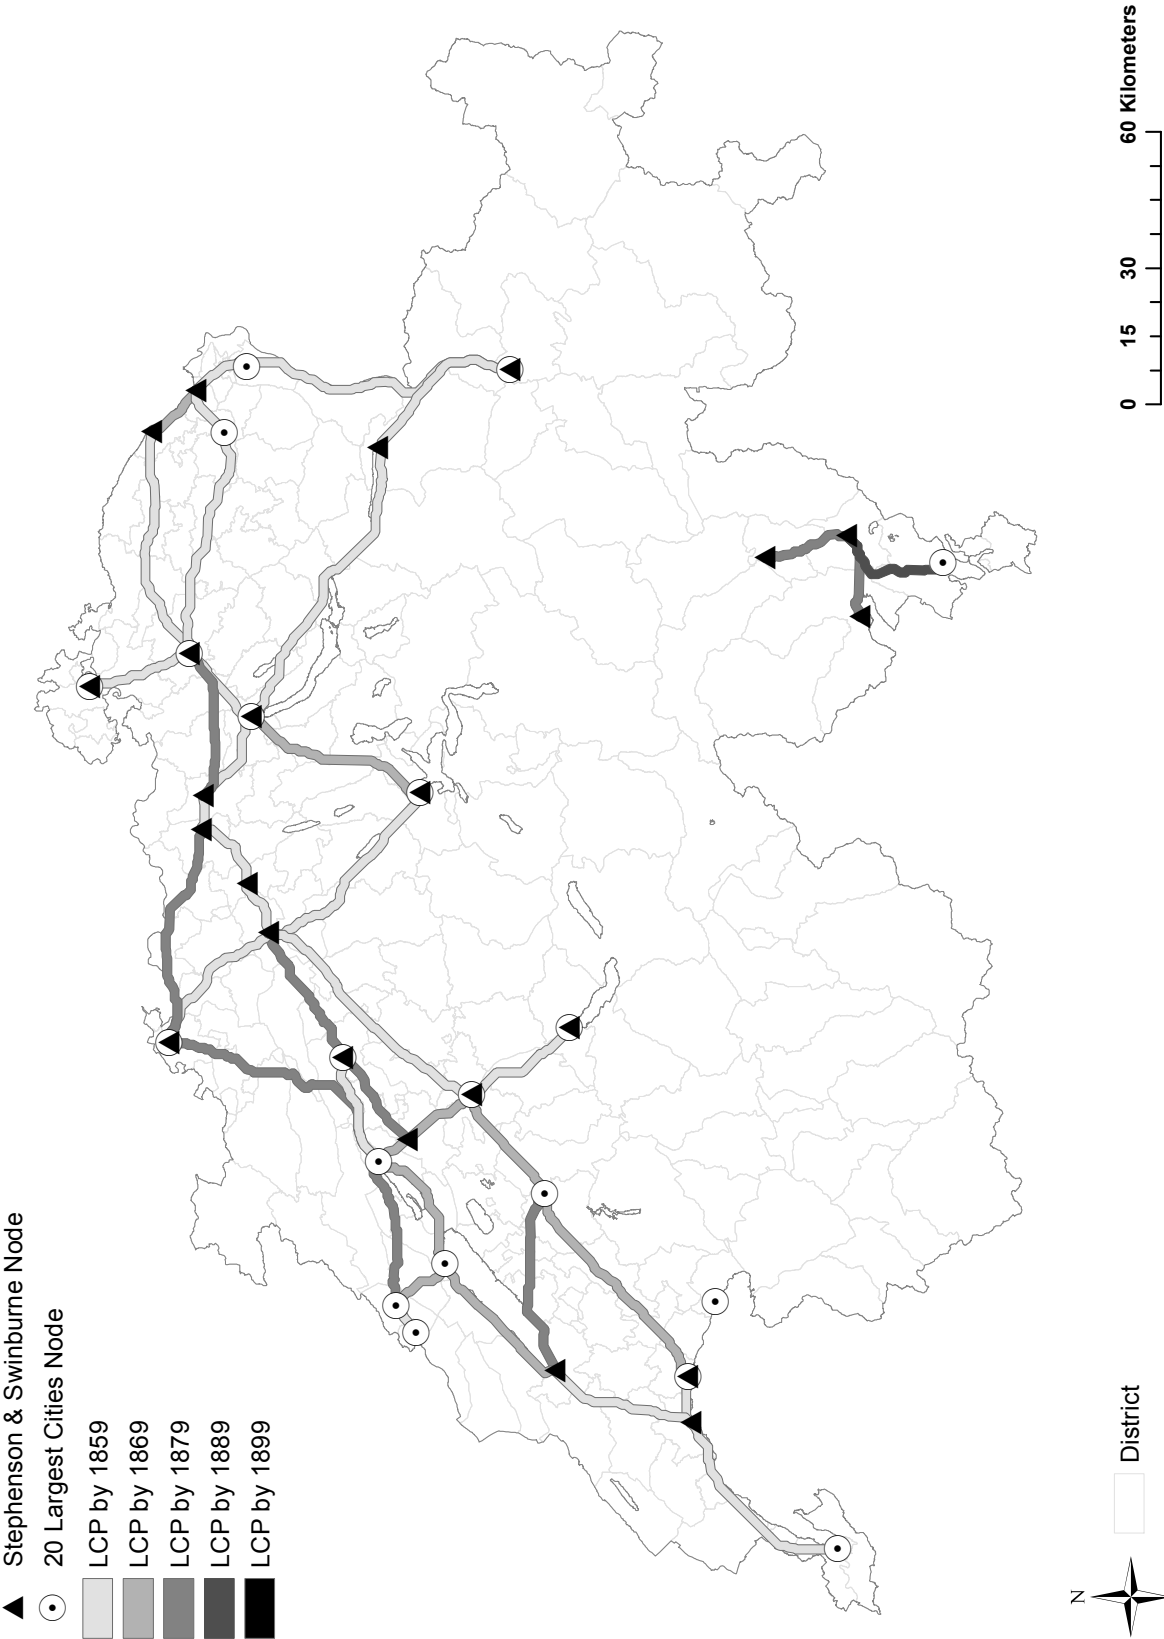 Stephenson & Swinburne Node
20 Largest Cities Node
LCP by 1859
LCP by 1869
LCP by 1879
LCP by 1889
LCP by 1899
N
District
0 15 30 60 Kilometers